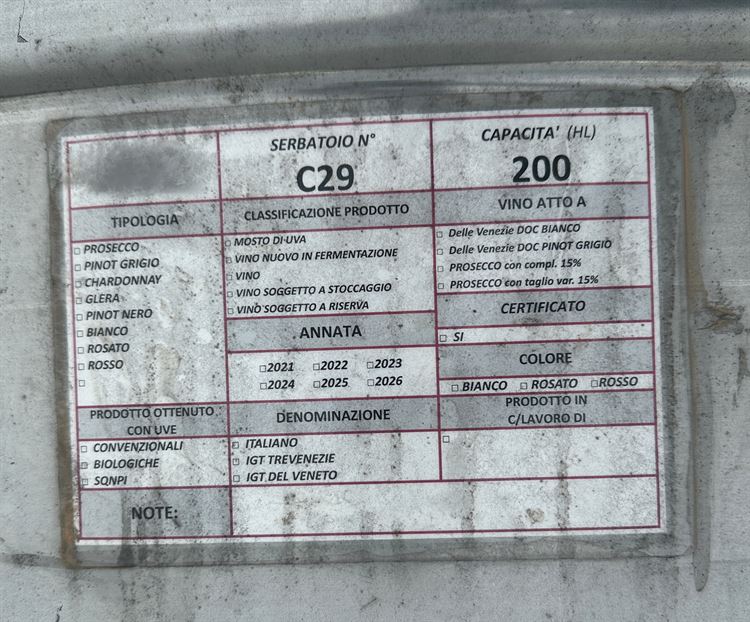 SERBATOIO N°
C29
CAPACITA' (HL)
200
TIPOLOGIA
□ PROSECCO
□ PINOT GRIGIO
□ CHARDONNAY
□ GLERA
□ PINOT NERO
□ BIANCO
□ ROSATO
□ ROSSO
□
CLASSIFICAZIONE PRODOTTO
□ MOSTO DI UVA
□ VINO NUOVO IN FERMENTAZIONE
□ VINO
□ VINO SOGGETTO A STOCCAGGIO
□ VINO SOGGETTO A RISERVA
VINO ATTO A
□ Delle Venezie DOC BIANCO
□ Delle Venezie DOC PINOT GRIGIO
□ PROSECCO con compl. 15%
□ PROSECCO con taglio var. 15%
ANNATA
□2021 □2022 □2023
□2024 □2025 □2026
CERTIFICATO
□ SI
COLORE
□ BIANCO □ ROSATO □ROSSO
PRODOTTO OTTENUTO
CON UVE
□ CONVENZIONALI
□ BIOLOGICHE
□ SQNPI
DENOMINAZIONE
□ ITALIANO
□ IGT TREVENEZIE
□ IGT DEL VENETO
PRODOTTO IN
C/LAVORO DI
□
NOTE: